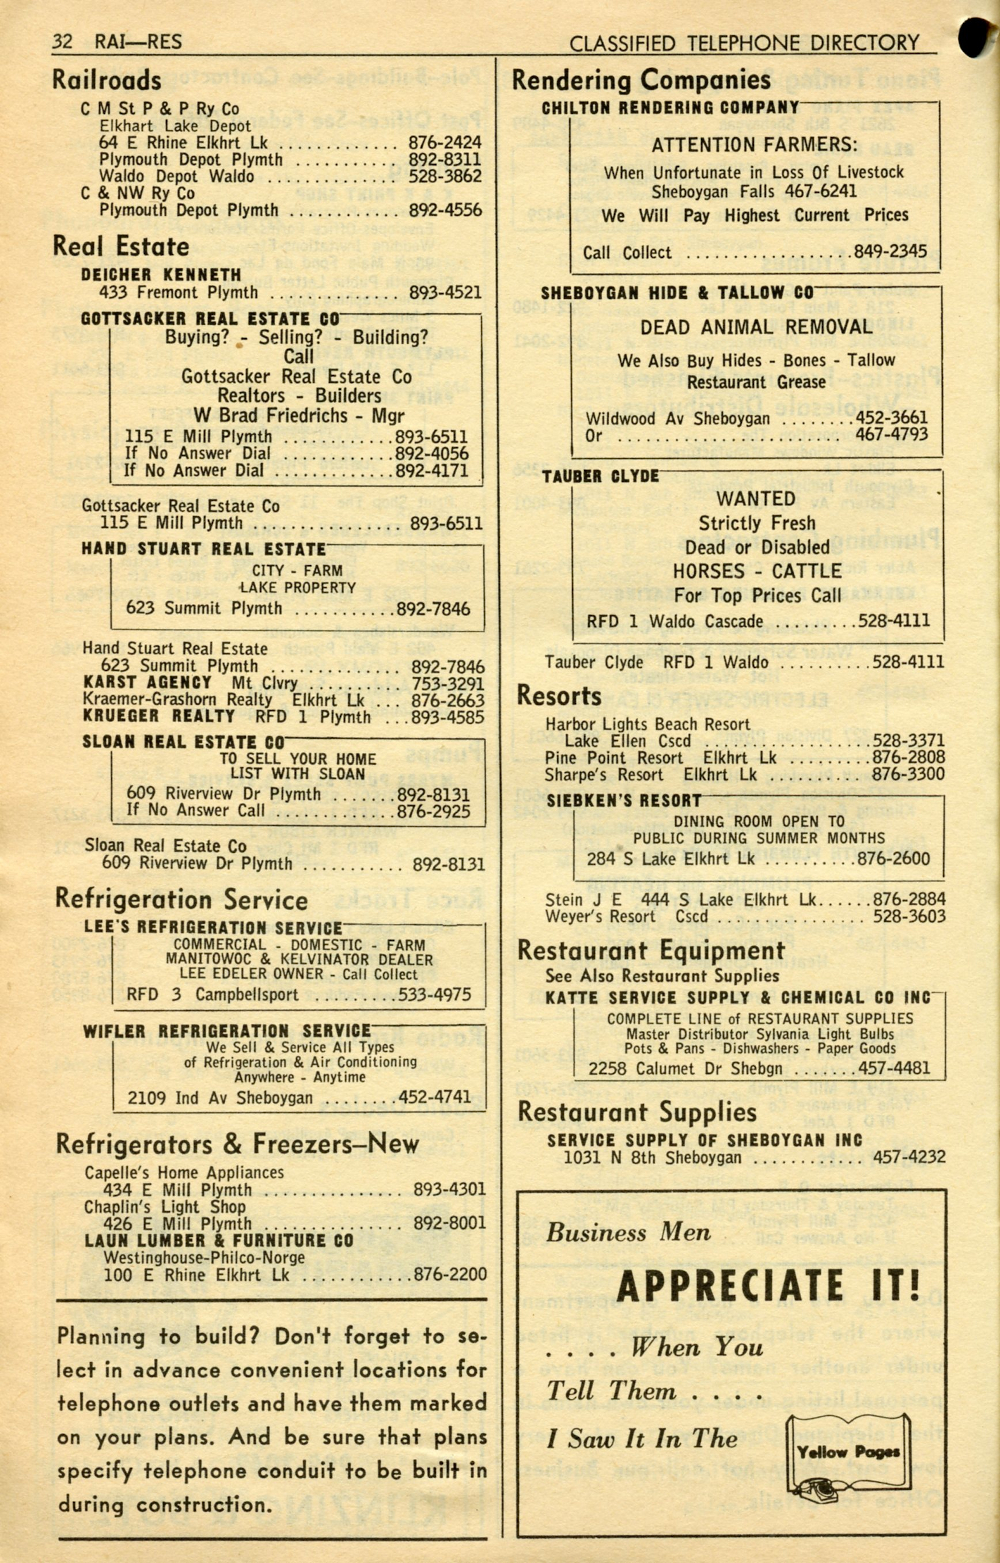 32 RAI—RES
CLASSIFIED TELEPHONE DIRECTORY
Railroads
C M St P & P Ry Co
Elkhart Lake Depot
64 E Rhine Elkhrt Lk ............. 876-2424
Plymouth Depot Plymth ........... 892-8311
Waldo Depot Waldo .............. 528-3862
C & NW Ry Co
Plymouth Depot Plymth ............ 892-4556
Real Estate
DEICHER KENNETH
433 Fremont Plymth .............. 893-4521
GOTTSACKER REAL ESTATE CO
Buying? - Selling? - Building?
Call
Gottsacker Real Estate Co
Realtors - Builders
W Brad Friedrichs - Mgr
115 E Mill Plymth ...........893-6511
If No Answer Dial ............892-4056
If No Answer Dial ............892-4171
Gottsacker Real Estate Co
115 E Mill Plymth ................ 893-6511
HAND STUART REAL ESTATE
CITY - FARM
LAKE PROPERTY
623 Summit Plymth ...........892-7846
Hand Stuart Real Estate
623 Summit Plymth .............. 892-7846
KARST AGENCY Mt Clvry .......... 753-3291
Kraemer-Grashorn Realty Elkhrt Lk ... 876-2663
KRUEGER REALTY RFD 1 Plymth ...893-4585
SLOAN REAL ESTATE CO
TO SELL YOUR HOME
LIST WITH SLOAN
609 Riverview Dr Plymth .......892-8131
If No Answer Call .............876-2925
Sloan Real Estate Co
609 Riverview Dr Plymth ........... 892-8131
Refrigeration Service
LEE'S REFRIGERATION SERVICE
COMMERCIAL - DOMESTIC - FARM
MANITOWOC & KELVINATOR DEALER
LEE EDELER OWNER - Call Collect
RFD 3 Campbellsport .........533-4975
WIFLER REFRIGERATION SERVICE
We Sell & Service All Types
of Refrigeration & Air Conditioning
Anywhere - Anytime
2109 Ind Av Sheboygan ........452-4741
Refrigerators & Freezers—New
Capelle's Home Appliances
434 E Mill Plymth ............... 893-4301
Chaplin's Light Shop
426 E Mill Plymth ............... 892-8001
LAUN LUMBER & FURNITURE CO
Westinghouse-Philco-Norge
100 E Rhine Elkhrt Lk ............876-2200
Planning to build? Don't forget to se-
lect in advance convenient locations for
telephone outlets and have them marked
on your plans. And be sure that plans
specify telephone conduit to be built in
during construction.
Rendering Companies
CHILTON RENDERING COMPANY
ATTENTION FARMERS:
When Unfortunate in Loss Of Livestock
Sheboygan Falls 467-6241
We Will Pay Highest Current Prices
Call Collect .................849-2345
SHEBOYGAN HIDE & TALLOW CO
DEAD ANIMAL REMOVAL
We Also Buy Hides - Bones - Tallow
Restaurant Grease
Wildwood Av Sheboygan ........452-3661
Or ........................ 467-4793
TAUBER CLYDE
WANTED
Strictly Fresh
Dead or Disabled
HORSES - CATTLE
For Top Prices Call
RFD 1 Waldo Cascade .........528-4111
Tauber Clyde RFD 1 Waldo ..........528-4111
Resorts
Harbor Lights Beach Resort
Lake Ellen Cscd .................528-3371
Pine Point Resort Elkhrt Lk .........876-2808
Sharpe's Resort Elkhrt Lk .......... 876-3300
SIEBKEN'S RESORT
DINING ROOM OPEN TO
PUBLIC DURING SUMMER MONTHS
284 S Lake Elkhrt Lk ..........876-2600
Stein J E 444 S Lake Elkhrt Lk......876-2884
Weyer's Resort Cscd ............... 528-3603
Restaurant Equipment
See Also Restaurant Supplies
KATTE SERVICE SUPPLY & CHEMICAL CO INC
COMPLETE LINE of RESTAURANT SUPPLIES
Master Distributor Sylvania Light Bulbs
Pots & Pans - Dishwashers - Paper Goods
2258 Calumet Dr Shebgn .......457-4481
Restaurant Supplies
SERVICE SUPPLY OF SHEBOYGAN INC
1031 N 8th Sheboygan ............ 457-4232
Business Men
APPRECIATE IT!
. . . . When You
Tell Them . . . .
I Saw It In The
Yellow Pages